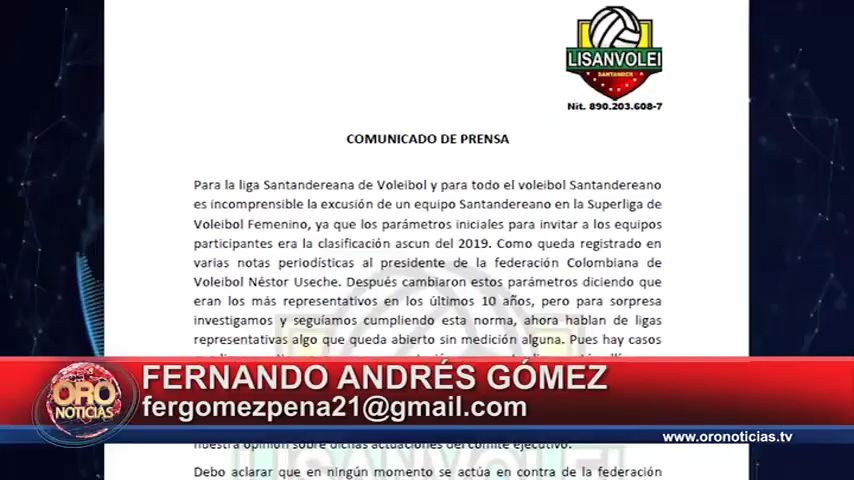 LISANVOLEI
SANTANDER
Nit. 890.203.608-7
COMUNICADO DE PRENSA
Para la liga Santandereana de Voleibol y para todo el voleibol Santandereano
es incomprensible la excusión de un equipo Santandereano en la Superliga de
Voleibol Femenino, ya que los parámetros iniciales para invitar a los equipos
participantes era la clasificación ascun del 2019. Como queda registrado en
varias notas periodísticas al presidente de la federación Colombiana de
Voleibol Néstor Useche. Después cambiaron estos parámetros diciendo que
eran los más representativos en los últimos 10 años, pero para sorpresa
investigamos y seguíamos cumpliendo esta norma, ahora hablan de ligas
representativas algo que queda abierto sin medición alguna. Pues hay casos
FERNANDO ANDRÉS GÓMEZ
fergomezpena21@gmail.com
ORO
NOTICIAS
www.oronoticias.tv
nuestra opinión sobre dichas actuaciones del comité ejecutivo.
Debo aclarar que en ningún momento se actúa en contra de la federación
LISANVOLEI